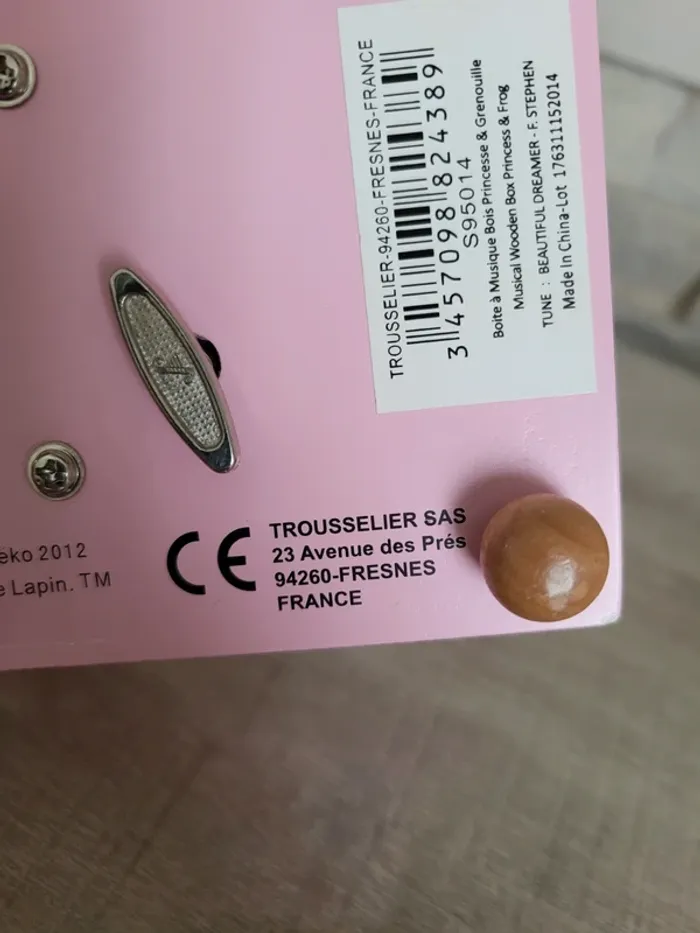 TROUSSELIER-94260-FRESNES-FRANCE
3 457098 824389
S95014
Boite à Musique Bois Princesse & Grenouille
Musical Wooden Box Princess & Frog
TUNE : BEAUTIFUL DREAMER - F. STEPHEN
Made In China-Lot 176311152014
eko 2012
e Lapin. TM
CE
TROUSSELIER SAS
23 Avenue des Prés
94260-FRESNES
FRANCE